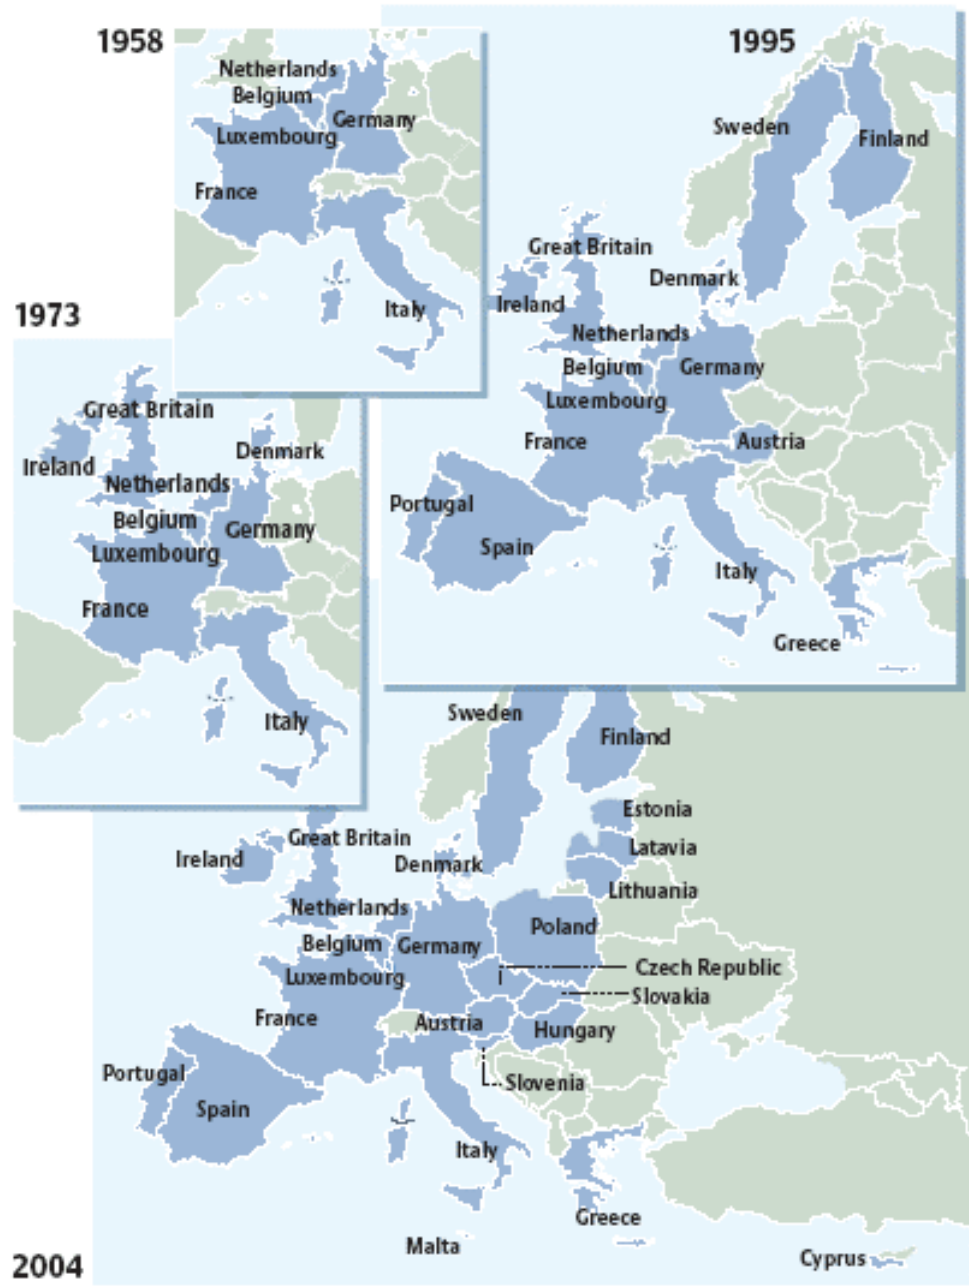 1958
Netherlands
Belgium
Germany
Luxembourg
France
Italy
1995
Sweden
Finland
Great Britain
Denmark
Ireland
Netherlands
Belgium
Germany
Luxembourg
France
Austria
Portugal
Spain
Italy
Greece
1973
Great Britain
Denmark
Ireland
Netherlands
Belgium
Germany
Luxembourg
France
Italy
Sweden
Finland
Estonia
Great Britain
Latavia
Ireland
Denmark
Lithuania
Netherlands
Poland
Belgium
Germany
Czech Republic
Luxembourg
Slovakia
France
Austria
Hungary
Portugal
Slovenia
Spain
Italy
Greece
Malta
Cyprus
2004